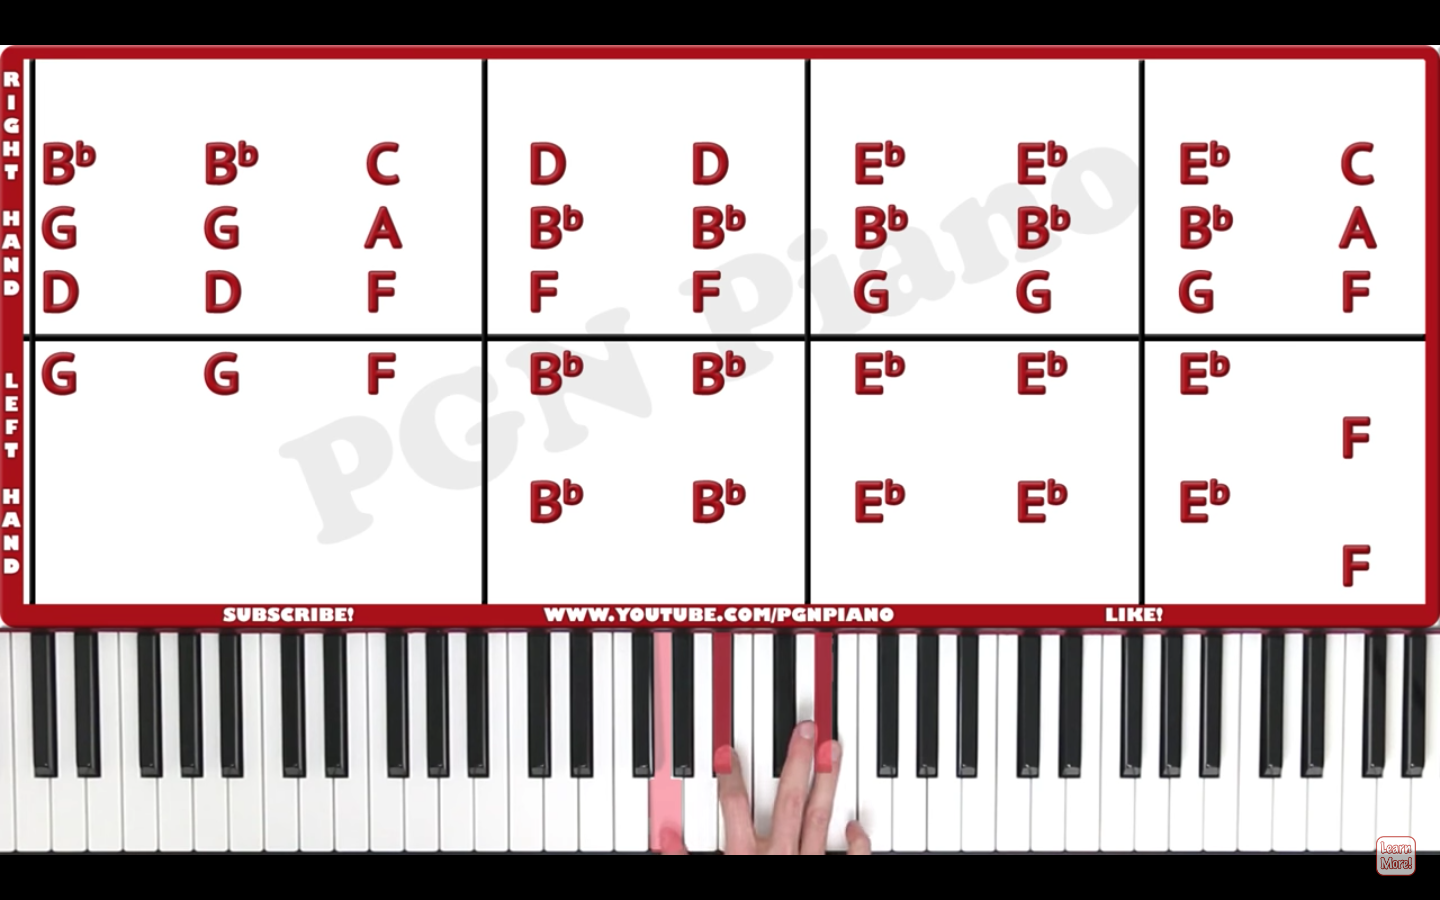 RIGHT HAND
B♭ B♭ C D D E♭ E♭ E♭ C
G G A B♭ B♭ B♭ B♭ B♭ A
D D F F F G G G F
LEFT HAND
G G F B♭ B♭ E♭ E♭ E♭
F
B♭ B♭ E♭ E♭ E♭
F
PGN Piano
SUBSCRIBE! WWW.YOUTUBE.COM/PGNPIANO LIKE!
Learn
More!